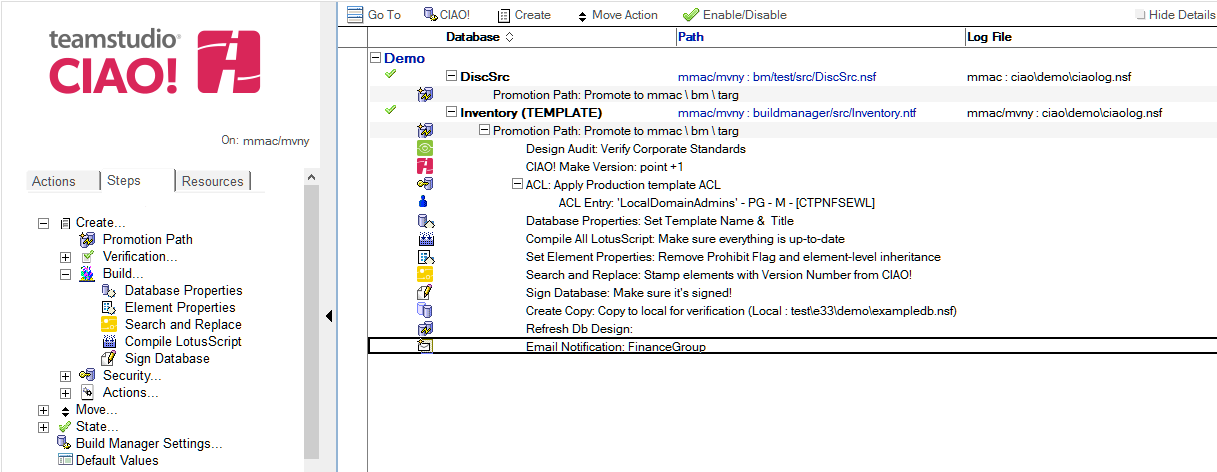 teamstudio
CIAO!
On: mmac/mvny
Actions Steps Resources
Create...
Promotion Path
Verification...
Build...
Database Properties
Element Properties
Search and Replace
Compile LotusScript
Sign Database
Security...
Actions...
Move...
State...
Build Manager Settings...
Default Values
Go To CIAO! Create Move Action Enable/Disable Hide Details
Database Path Log File
Demo
DiscSrc mmac/mvny : bm/test/src/DiscSrc.nsf mmac : ciao\demo\ciaolog.nsf
Promotion Path: Promote to mmac \ bm \ targ
Inventory (TEMPLATE) mmac/mvny : buildmanager/src/Inventory.ntf mmac/mvny : ciao\demo\ciaolog.nsf
Promotion Path: Promote to mmac \ bm \ targ
Design Audit: Verify Corporate Standards
CIAO! Make Version: point +1
ACL: Apply Production template ACL
ACL Entry: 'LocalDomainAdmins' - PG - M - [CTPNFSEWL]
Database Properties: Set Template Name & Title
Compile All LotusScript: Make sure everything is up-to-date
Set Element Properties: Remove Prohibit Flag and element-level inheritance
Search and Replace: Stamp elements with Version Number from CIAO!
Sign Database: Make sure it's signed!
Create Copy: Copy to local for verification (Local : test\e33\demo\exampledb.nsf)
Refresh Db Design:
Email Notification: FinanceGroup